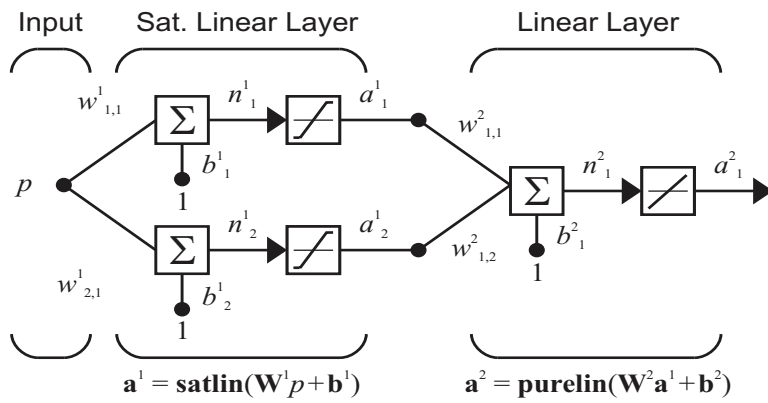 Input Sat. Linear Layer Linear Layer
w¹₁,₁ n¹₁ a¹₁ w²₁,₁
Σ
b¹₁ n²₁ a²₁
p 1 Σ
n¹₂ a¹₂ b²₁
Σ w²₁,₂
w¹₂,₁ b¹₂ 1
1
a¹ = satlin(W¹p + b¹) a² = purelin(W²a¹ + b²)